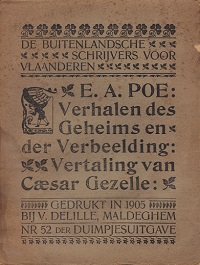 DE BUITENLANDSCHE
SCHRIJVERS VOOR
VLAANDEREN
E. A. POE:
Verhalen des
Geheims en
der Verbeelding:
Vertaling van
Cæsar Gezelle:
GEDRUKT IN 1905
BIJ V. DELILLE, MALDEGHEM
NR 52 DER DUIMPJESUITGAVE